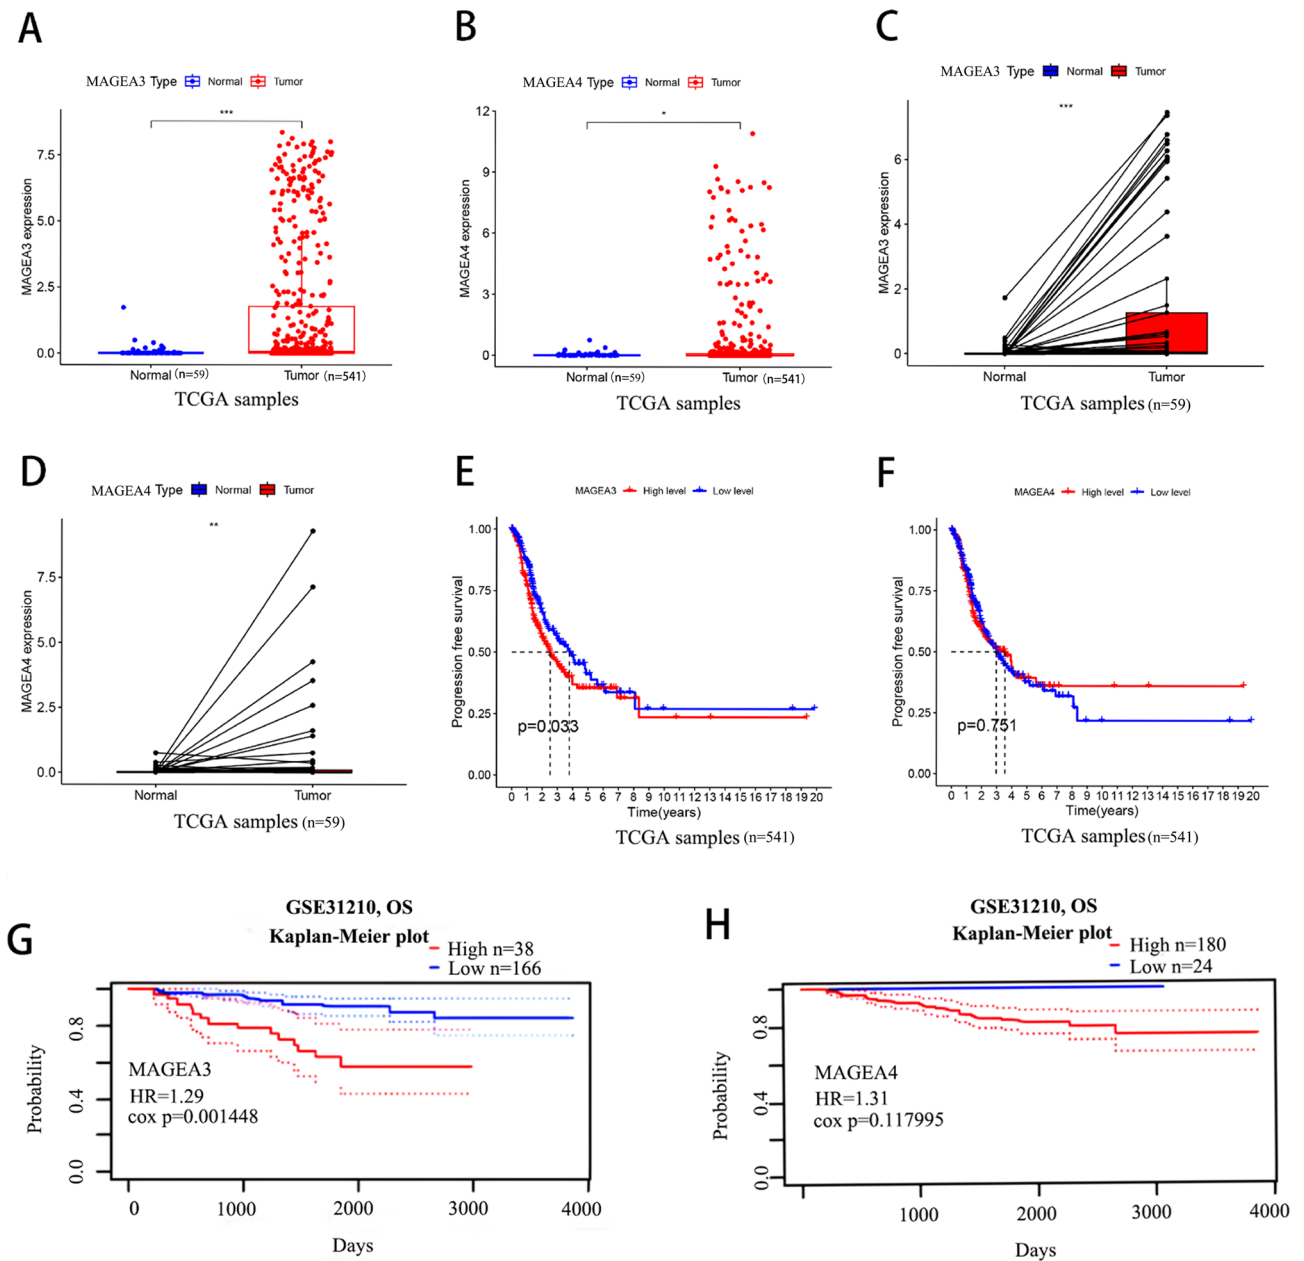 A
MAGEA3 Type Normal Tumor
***
MAGEA3 expression
7.5
5.0
2.5
0.0
Normal (n=59) Tumor (n=541)
TCGA samples
B
MAGEA4 Type Normal Tumor
*
MAGEA4 expression
12
9
6
3
0
Normal (n=59) Tumor (n=541)
TCGA samples
C
MAGEA3 Type Normal Tumor
***
MAGEA3 expression
6
4
2
0
Normal Tumor
TCGA samples (n=59)
D
MAGEA4 Type Normal Tumor
**
MAGEA4 expression
7.5
5.0
2.5
0.0
Normal Tumor
TCGA samples (n=59)
E
MAGEA3 High level Low level
Progression free survival
1.00
0.75
0.50
0.25
0.00
p=0.033
0 1 2 3 4 5 6 7 8 9 10 11 12 13 14 15 16 17 18 19 20
Time(years)
TCGA samples (n=541)
F
MAGEA4 High level Low level
Progression free survival
1.00
0.75
0.50
0.25
0.00
p=0.751
0 1 2 3 4 5 6 7 8 9 10 11 12 13 14 15 16 17 18 19 20
Time(years)
TCGA samples (n=541)
G
GSE31210, OS
Kaplan-Meier plot
High n=38
Low n=166
Probability
0.8
0.4
0.0
MAGEA3
HR=1.29
cox p=0.001448
0 1000 2000 3000 4000
Days
H
GSE31210, OS
Kaplan-Meier plot
High n=180
Low n=24
Probability
0.8
0.4
0.0
MAGEA4
HR=1.31
cox p=0.117995
1000 2000 3000 4000
Days